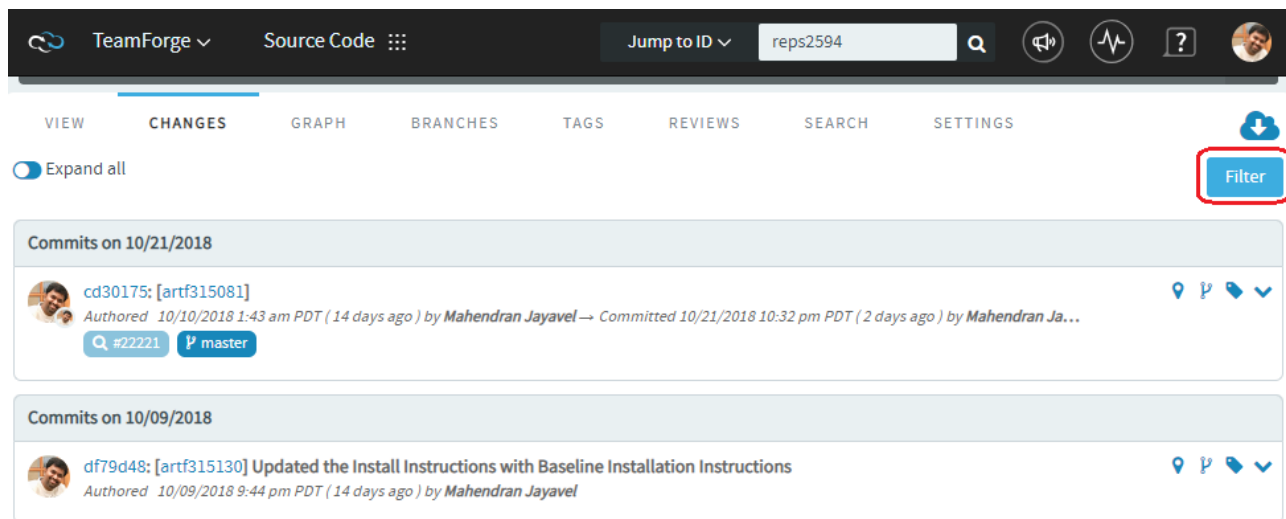 TeamForge Source Code Jump to ID reps2594 ?
VIEW CHANGES GRAPH BRANCHES TAGS REVIEWS SEARCH SETTINGS
Expand all
Filter
Commits on 10/21/2018
cd30175: [artf315081]
Authored 10/10/2018 1:43 am PDT ( 14 days ago ) by Mahendran Jayavel → Committed 10/21/2018 10:32 pm PDT ( 2 days ago ) by Mahendran Ja...
#22221 master
Commits on 10/09/2018
df79d48: [artf315130] Updated the Install Instructions with Baseline Installation Instructions
Authored 10/09/2018 9:44 pm PDT ( 14 days ago ) by Mahendran Jayavel